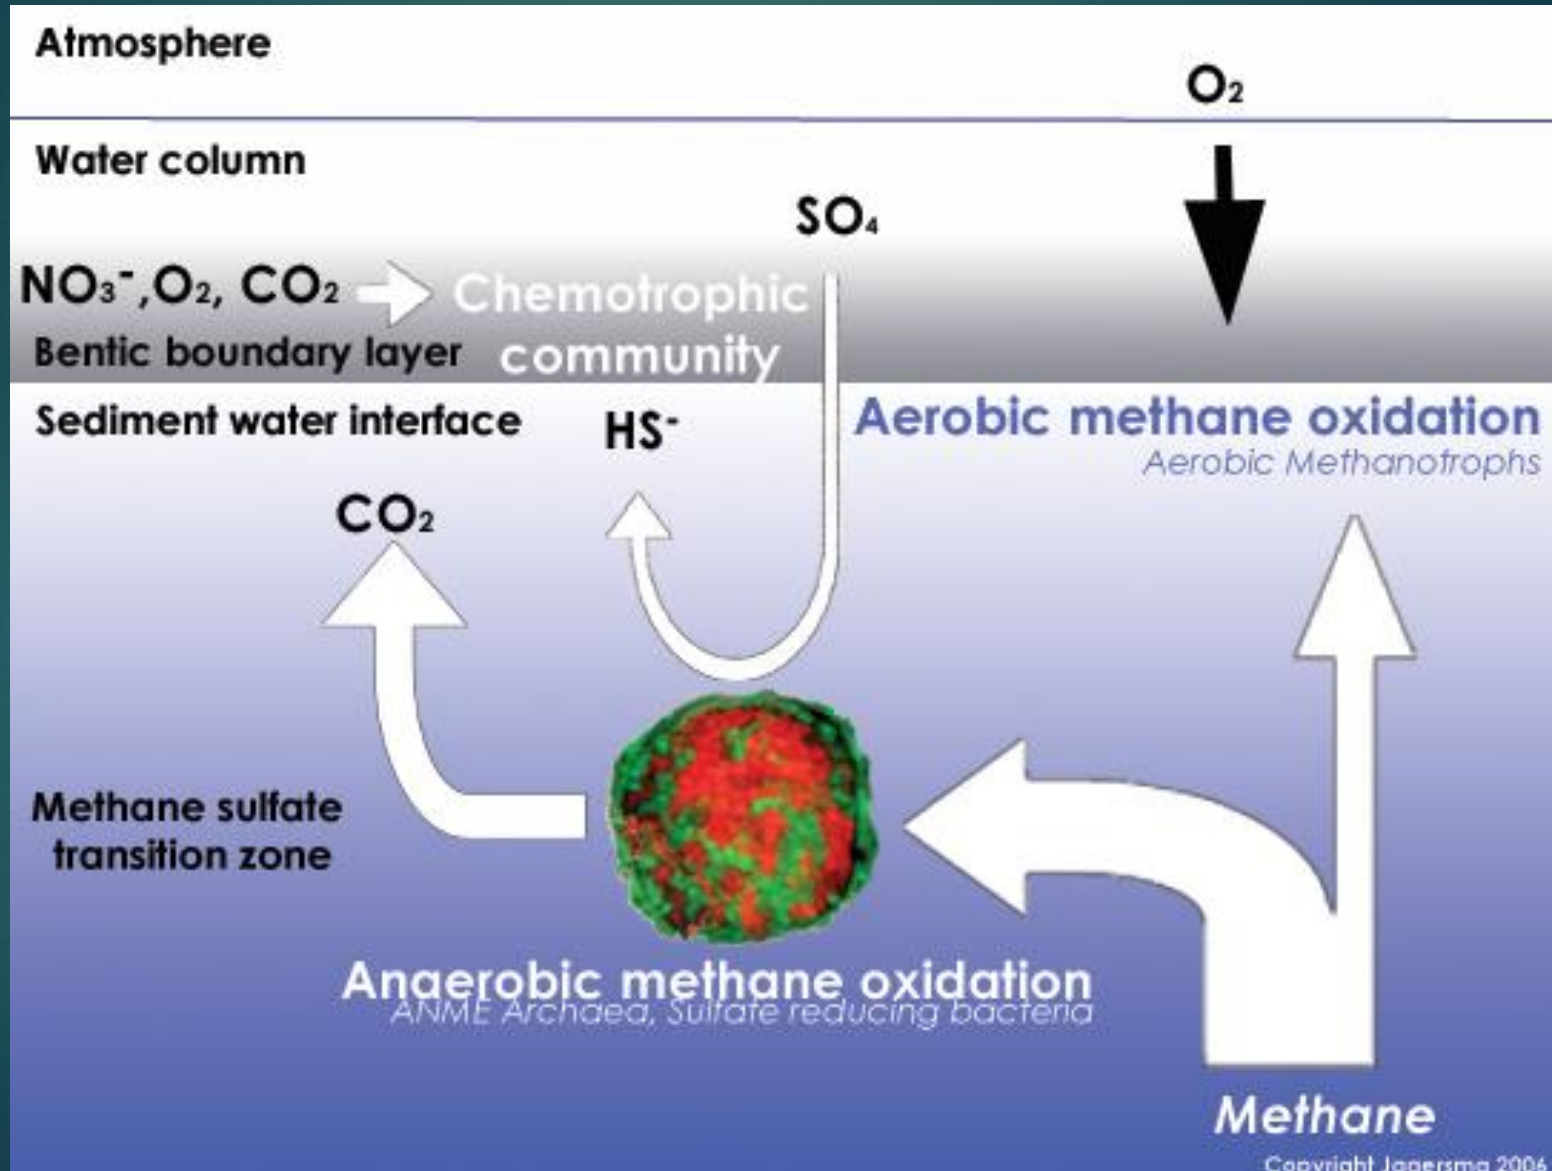 Atmosphere
O₂
Water column
SO₄
NO₃⁻,O₂, CO₂
Chemotrophic
community
Bentic boundary layer
Sediment water interface
HS⁻
Aerobic methane oxidation
Aerobic Methanotrophs
CO₂
Methane sulfate
transition zone
Anaerobic methane oxidation
ANME Archaea, Sulfate reducing bacteria
Methane
Copyright Jagersma 2006